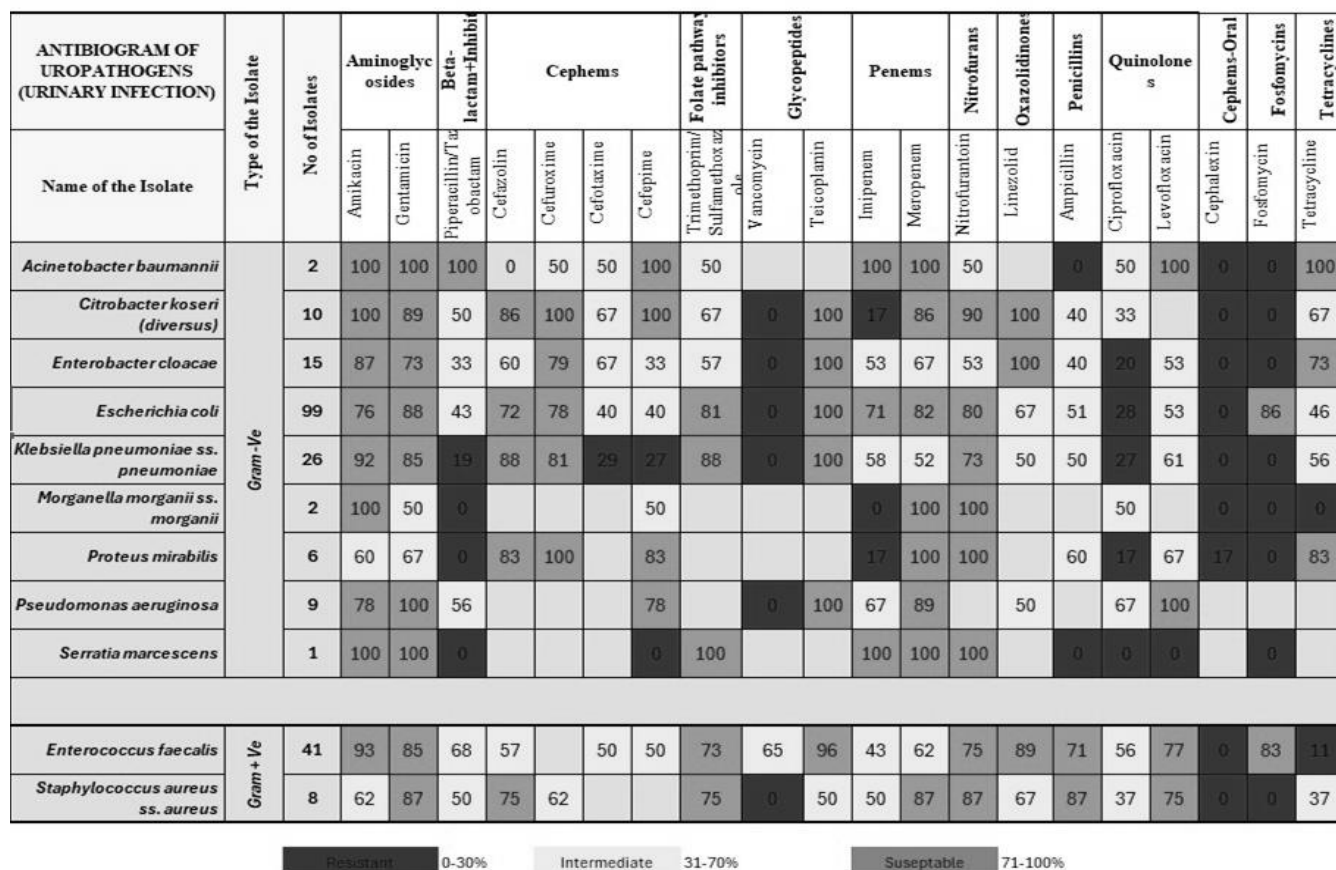 ANTIBIOGRAM OF
UROPATHOGENS
(URINARY INFECTION)
Type of the Isolate
No of Isolates
Aminoglyc
osides
Beta-
lactam+Inhibit
Cephems
Folate pathway
inhibitors
Glycopeptides
Penems
Nitrofurans
Oxazolidinones
Penicillins
Quinolone
s
Cephems-Oral
Fosfomycins
Tetracyclines
Name of the Isolate
Amikacin
Gentamicin
Piperacillin/Taz
obactam
Cefazolin
Cefuroxime
Cefotaxime
Cefepime
Trimethoprim/
Sulfamethoxaz
ole
Vancomycin
Teicoplanin
Imipenem
Meropenem
Nitrofurantoin
Linezolid
Ampicillin
Ciprofloxacin
Levofloxacin
Cephalexin
Fosfomycin
Tetracycline
Gram -Ve
Acinetobacter baumannii 2 100 100 100 0 50 50 100 50 100 100 50 0 50 100 0 0 100
Citrobacter koseri
(diversus) 10 100 89 50 86 100 67 100 67 0 100 17 86 90 100 40 33 0 0 67
Enterobacter cloacae 15 87 73 33 60 79 67 33 57 0 100 53 67 53 100 40 20 53 0 0 73
Escherichia coli 99 76 88 43 72 78 40 40 81 0 100 71 82 80 67 51 28 53 0 86 46
Klebsiella pneumoniae ss.
pneumoniae 26 92 85 19 88 81 29 27 88 0 100 58 52 73 50 50 27 61 0 0 56
Morganella morganii ss.
morganii 2 100 50 0 50 0 100 100 50 0 0 0
Proteus mirabilis 6 60 67 0 83 100 83 17 100 100 60 17 67 17 0 83
Pseudomonas aeruginosa 9 78 100 56 78 0 100 67 89 50 67 100
Serratia marcescens 1 100 100 0 0 100 100 100 100 0 0 0 0
Gram + Ve
Enterococcus faecalis 41 93 85 68 57 50 50 73 65 96 43 62 75 89 71 56 77 0 83 11
Staphylococcus aureus
ss. aureus 8 62 87 50 75 62 75 0 50 50 87 87 67 87 37 75 0 0 37
Resistant 0-30% Intermediate 31-70% Suseptable 71-100%